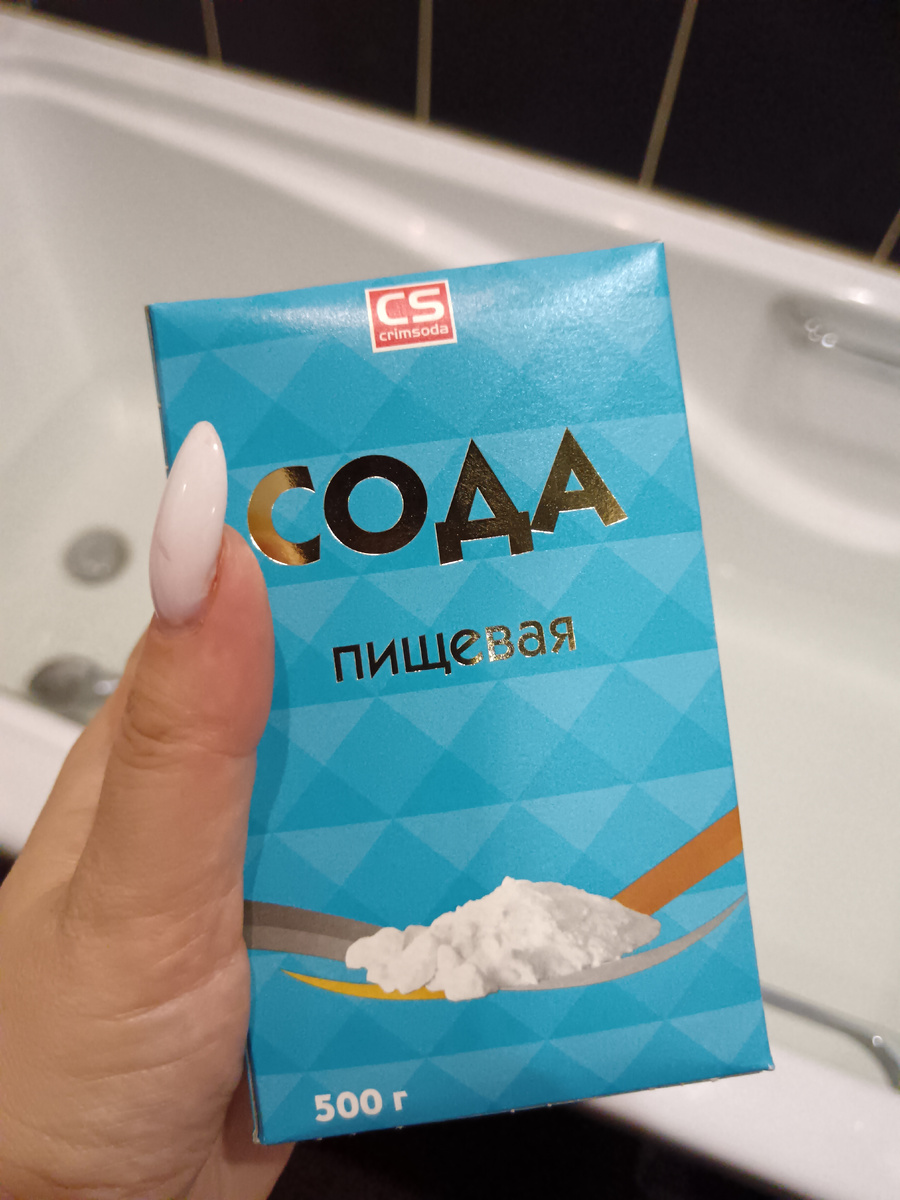 CS
crimsoda
СОДА
пищевая
500 г